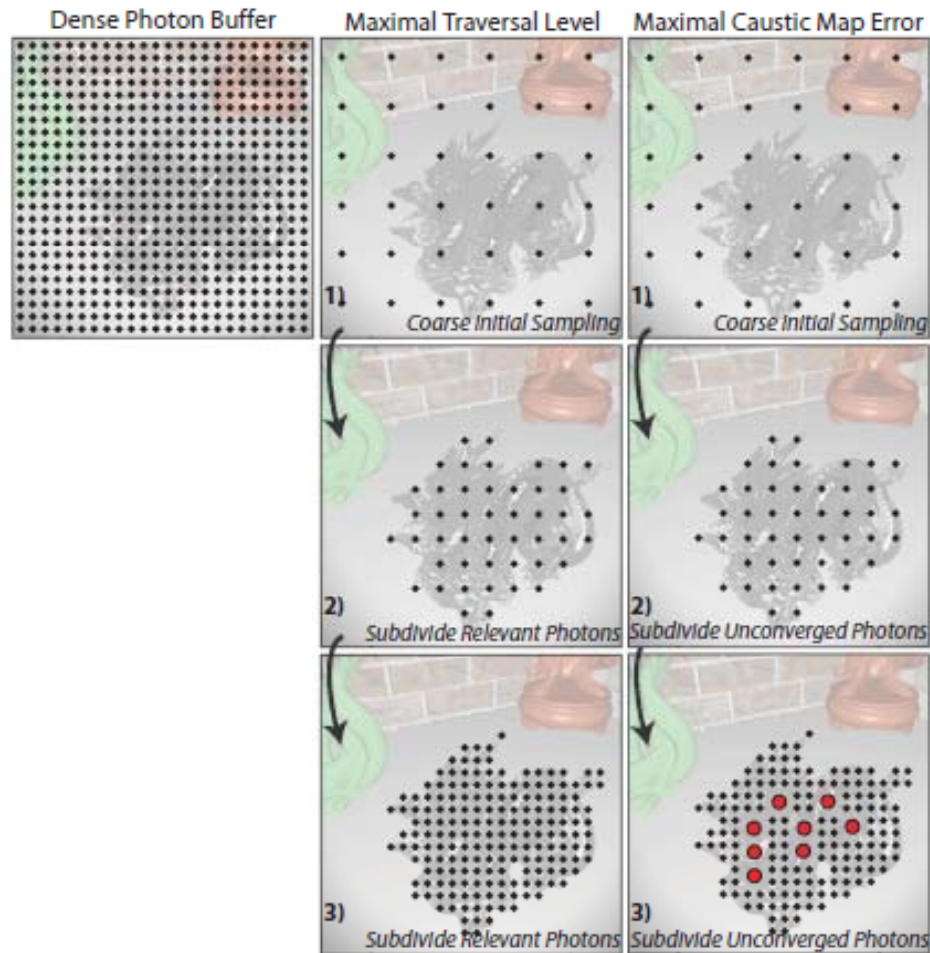 Dense Photon Buffer
Maximal Traversal Level
Maximal Caustic Map Error
1)
Coarse Initial Sampling
1)
Coarse Initial Sampling
2)
Subdivide Relevant Photons
2)
Subdivide Unconverged Photons
3)
Subdivide Relevant Photons
3)
Subdivide Unconverged Photons